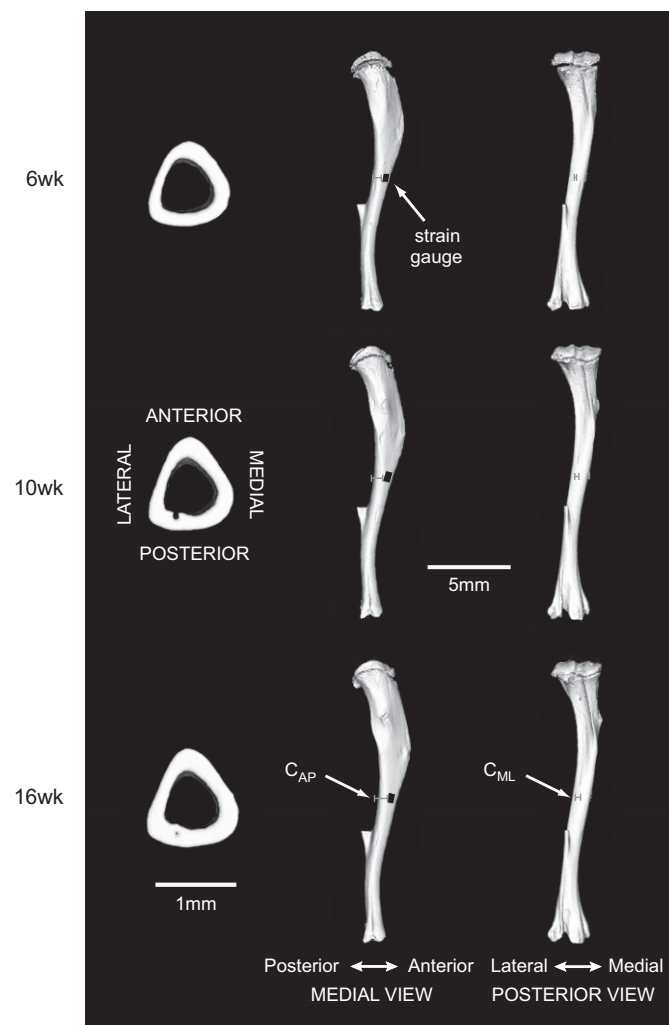 6wk
strain
gauge
ANTERIOR
LATERAL
MEDIAL
10wk
POSTERIOR
5mm
C_AP
C_ML
16wk
1mm
Posterior Anterior Lateral Medial
MEDIAL VIEW POSTERIOR VIEW